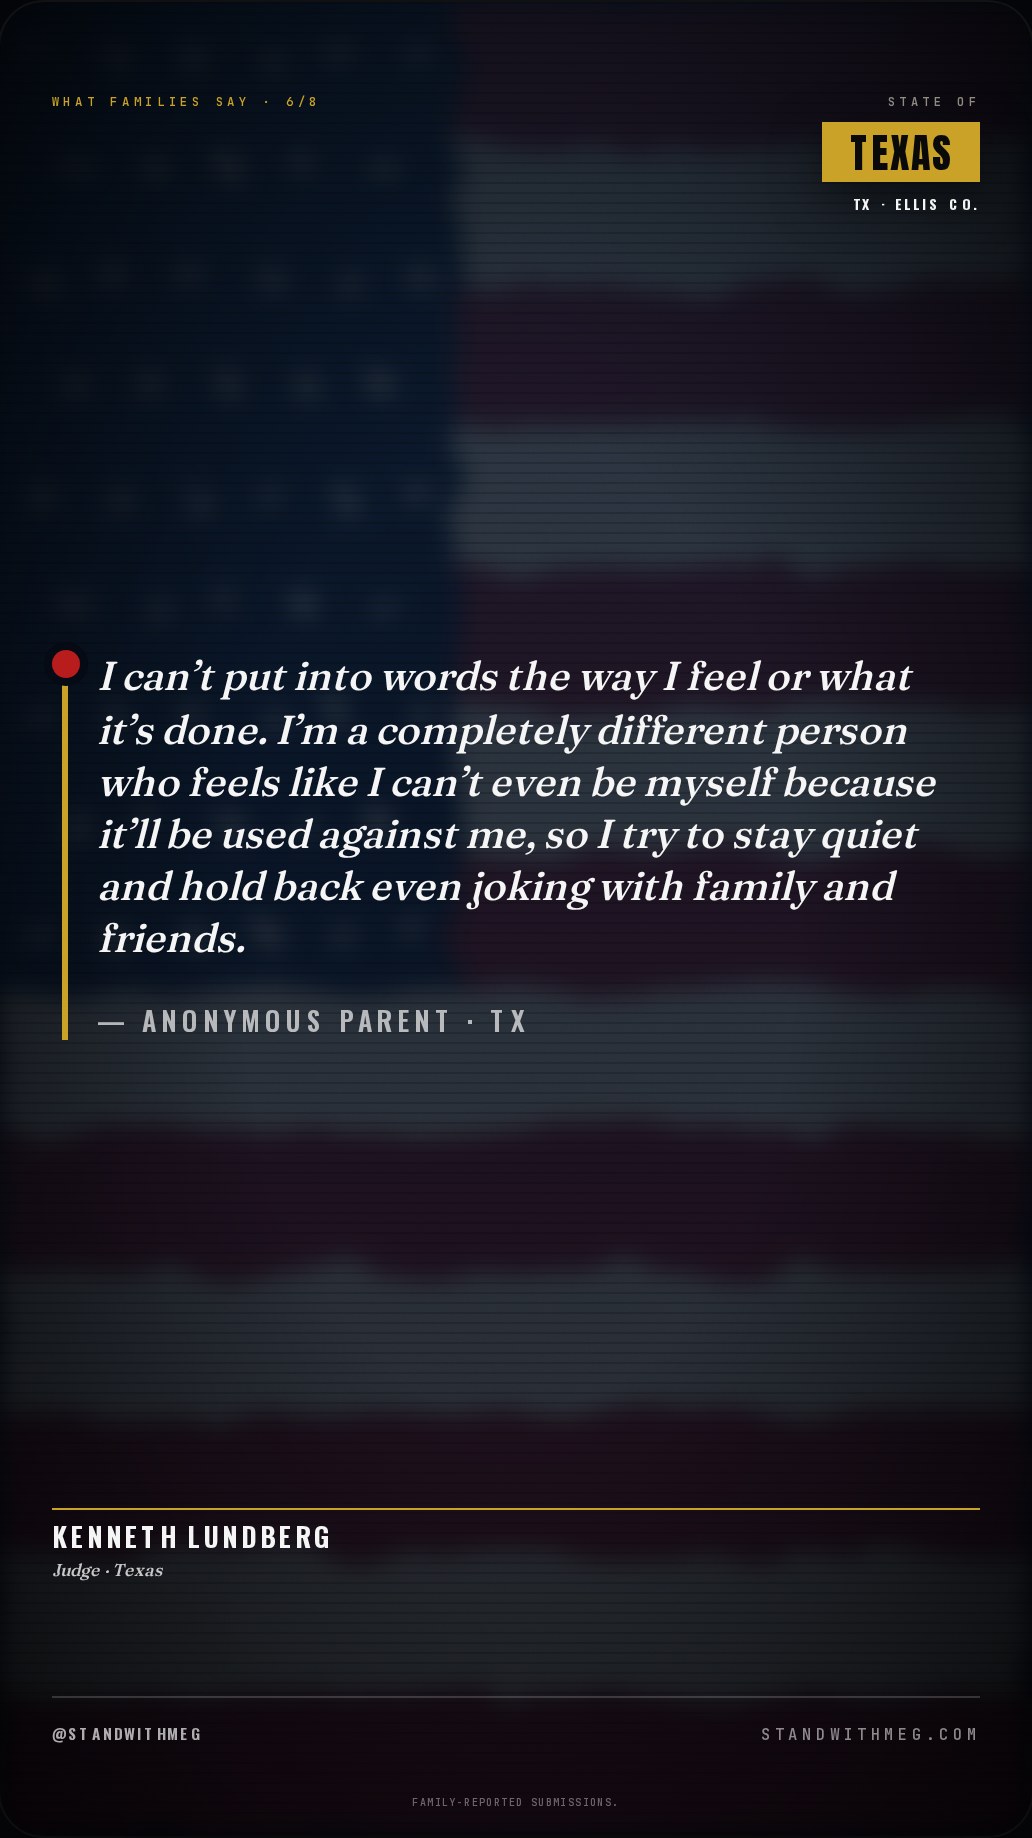 WHAT FAMILIES SAY · 6/8
STATE OF
TEXAS
TX · ELLIS CO.
I can’t put into words the way I feel or what
it’s done. I’m a completely different person
who feels like I can’t even be myself because
it’ll be used against me, so I try to stay quiet
and hold back even joking with family and
friends.
— ANONYMOUS PARENT · TX
KENNETH LUNDBERG
Judge · Texas
@STANDWITHMEG
STANDWITHMEG.COM
FAMILY-REPORTED SUBMISSIONS.